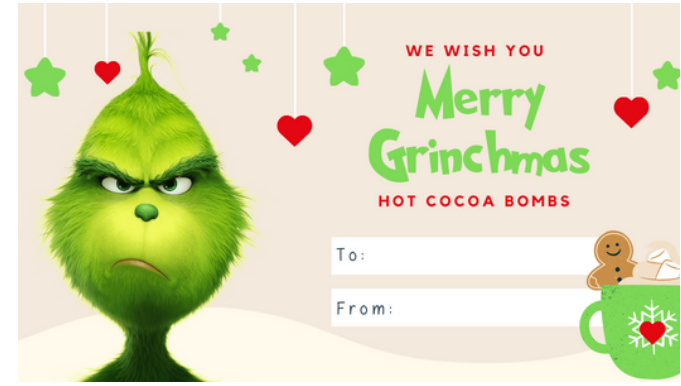 WE WISH YOU
Merry
Grinchmas
HOT COCOA BOMBS
To:
From: